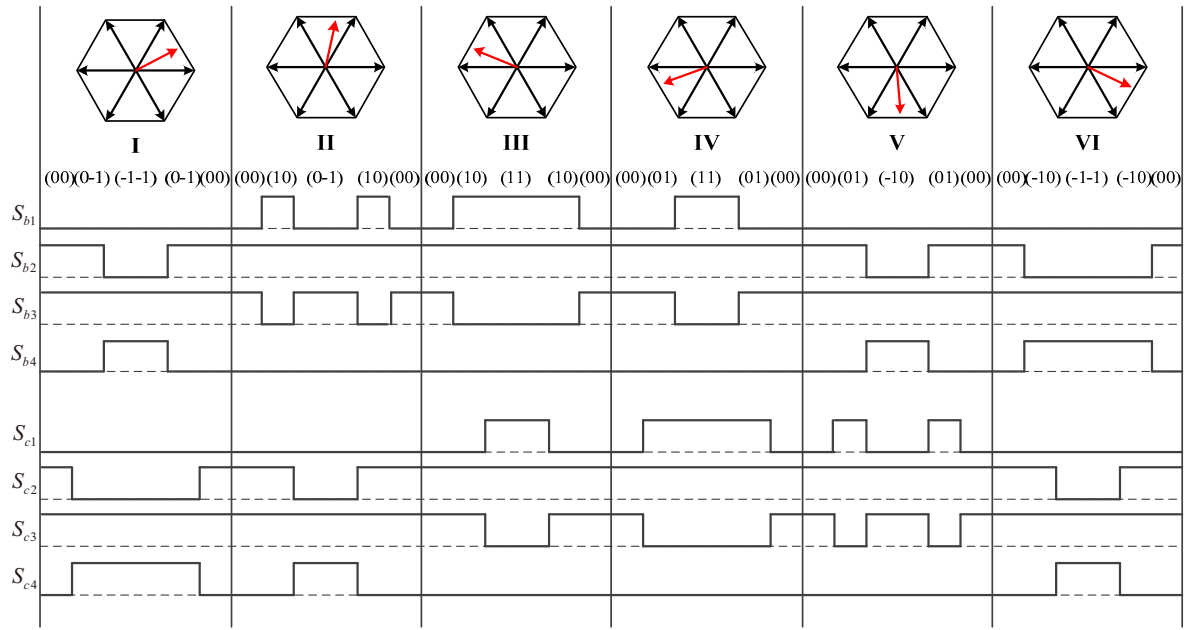 I II III IV V VI
(00)(0-1) (-1-1) (0-1)(00) (00)(10) (0-1) (10)(00) (00)(10) (11) (10)(00) (00)(01) (11) (01)(00) (00)(01) (-10) (01)(00) (00)(-10) (-1-1) (-10)(00)
Sb1
Sb2
Sb3
Sb4
Sc1
Sc2
Sc3
Sc4